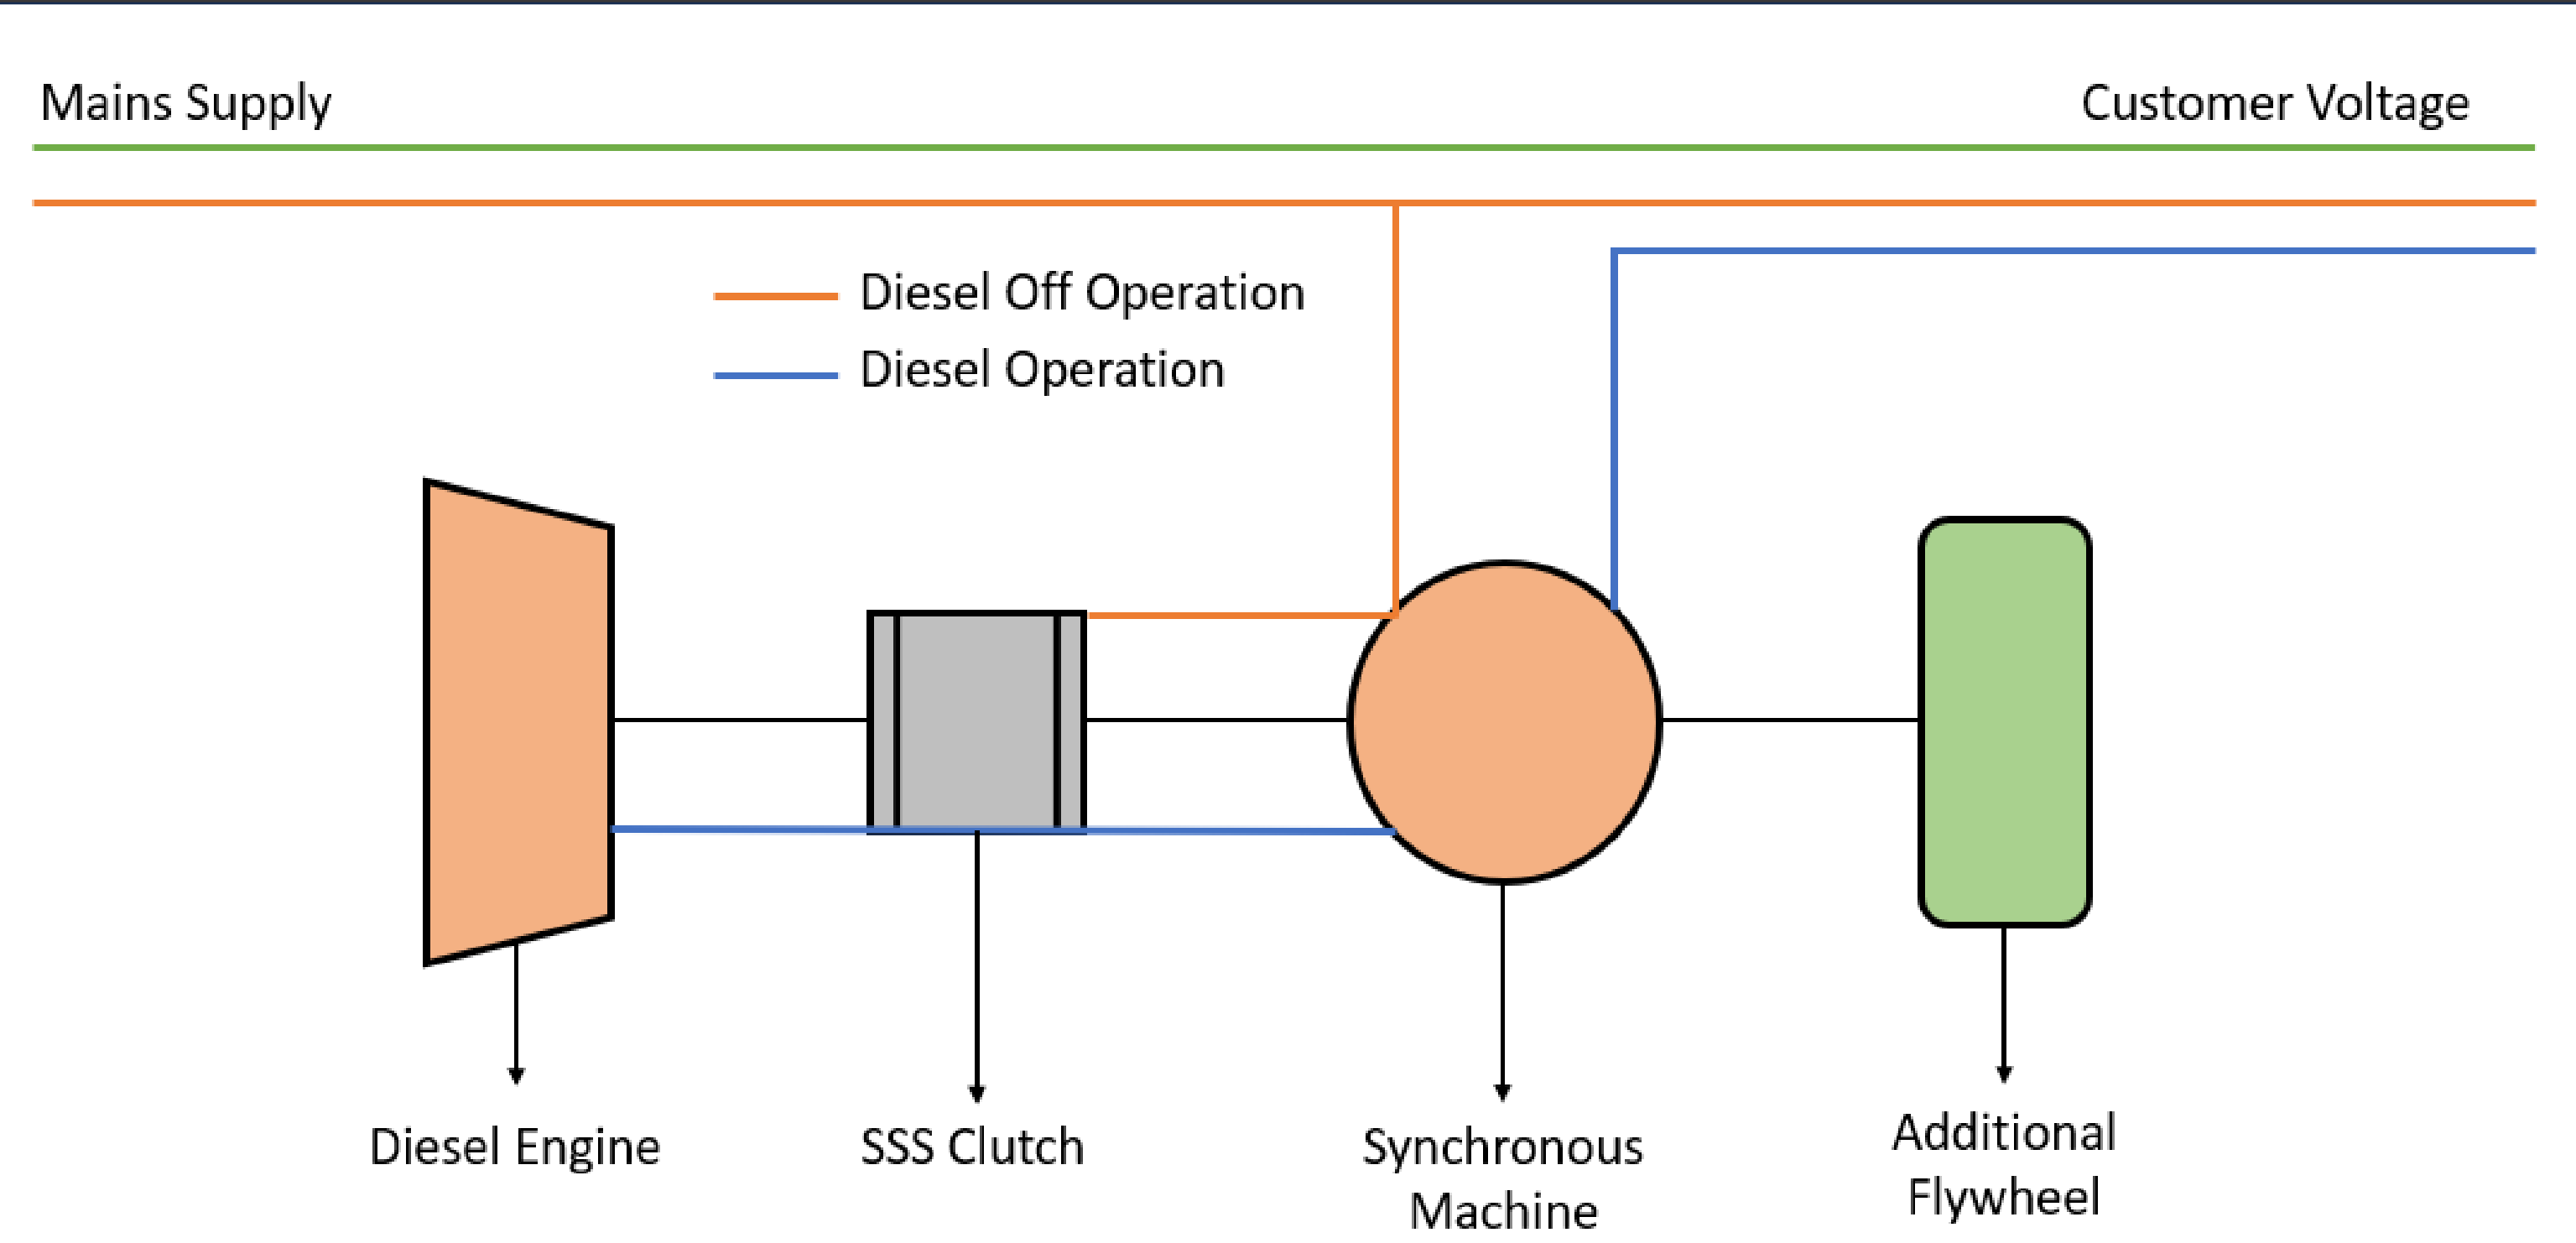 Mains Supply
Customer Voltage
Diesel Off Operation
Diesel Operation
Diesel Engine
SSS Clutch
Synchronous
Machine
Additional
Flywheel